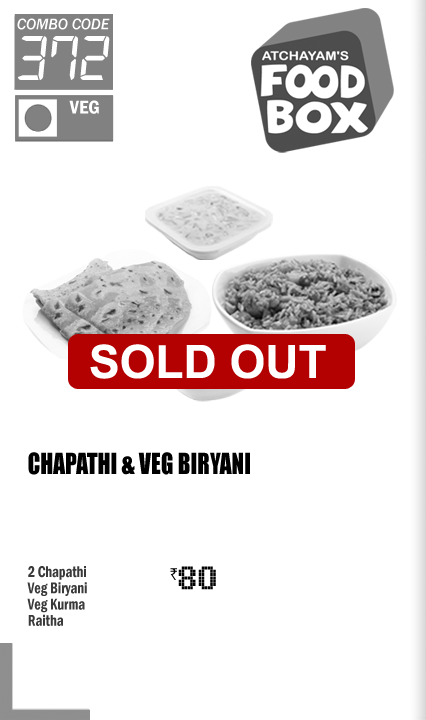 COMBO CODE
372
VEG
ATCHAYAM'S
FOOD
BOX
SOLD OUT
CHAPATHI & VEG BIRYANI
2 Chapathi
₹80
Veg Biryani
Veg Kurma
Raitha